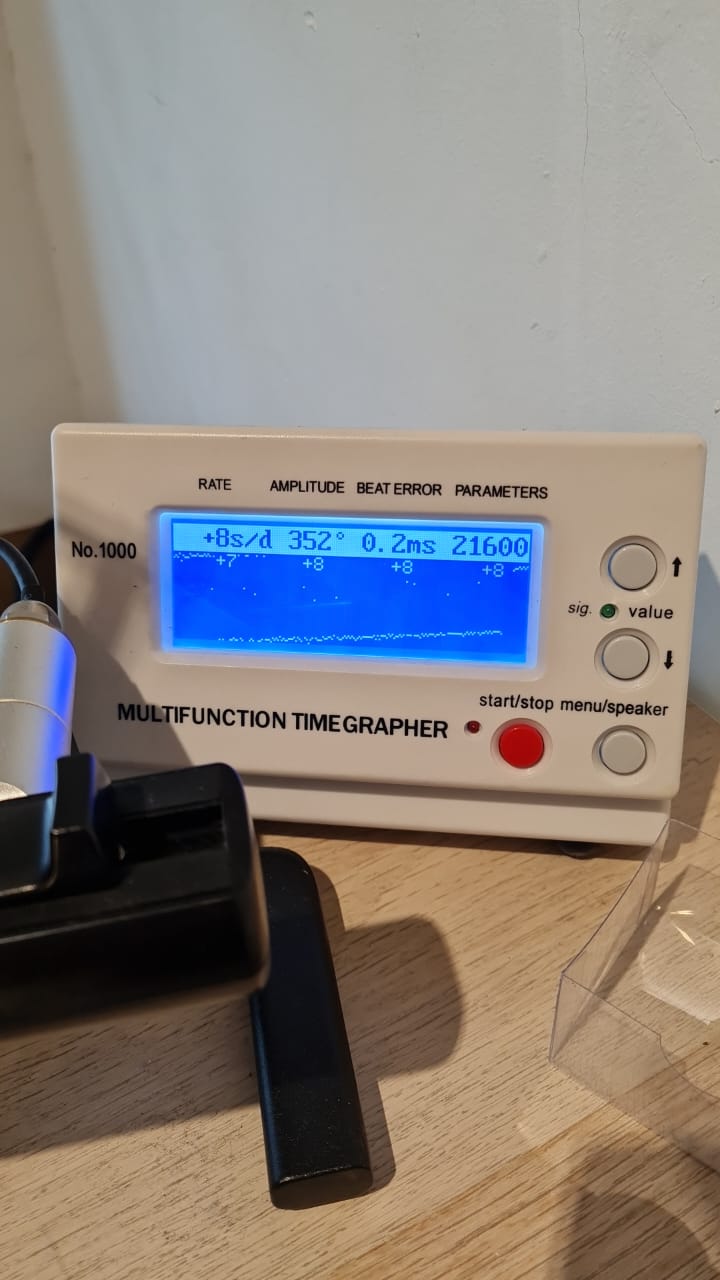 RATE AMPLITUDE BEAT ERROR PARAMETERS
No.1000
+8s/d 352° 0.2ms 21600
+7 +8 +8 +8
sig. value
start/stop menu/speaker
MULTIFUNCTION TIMEGRAPHER